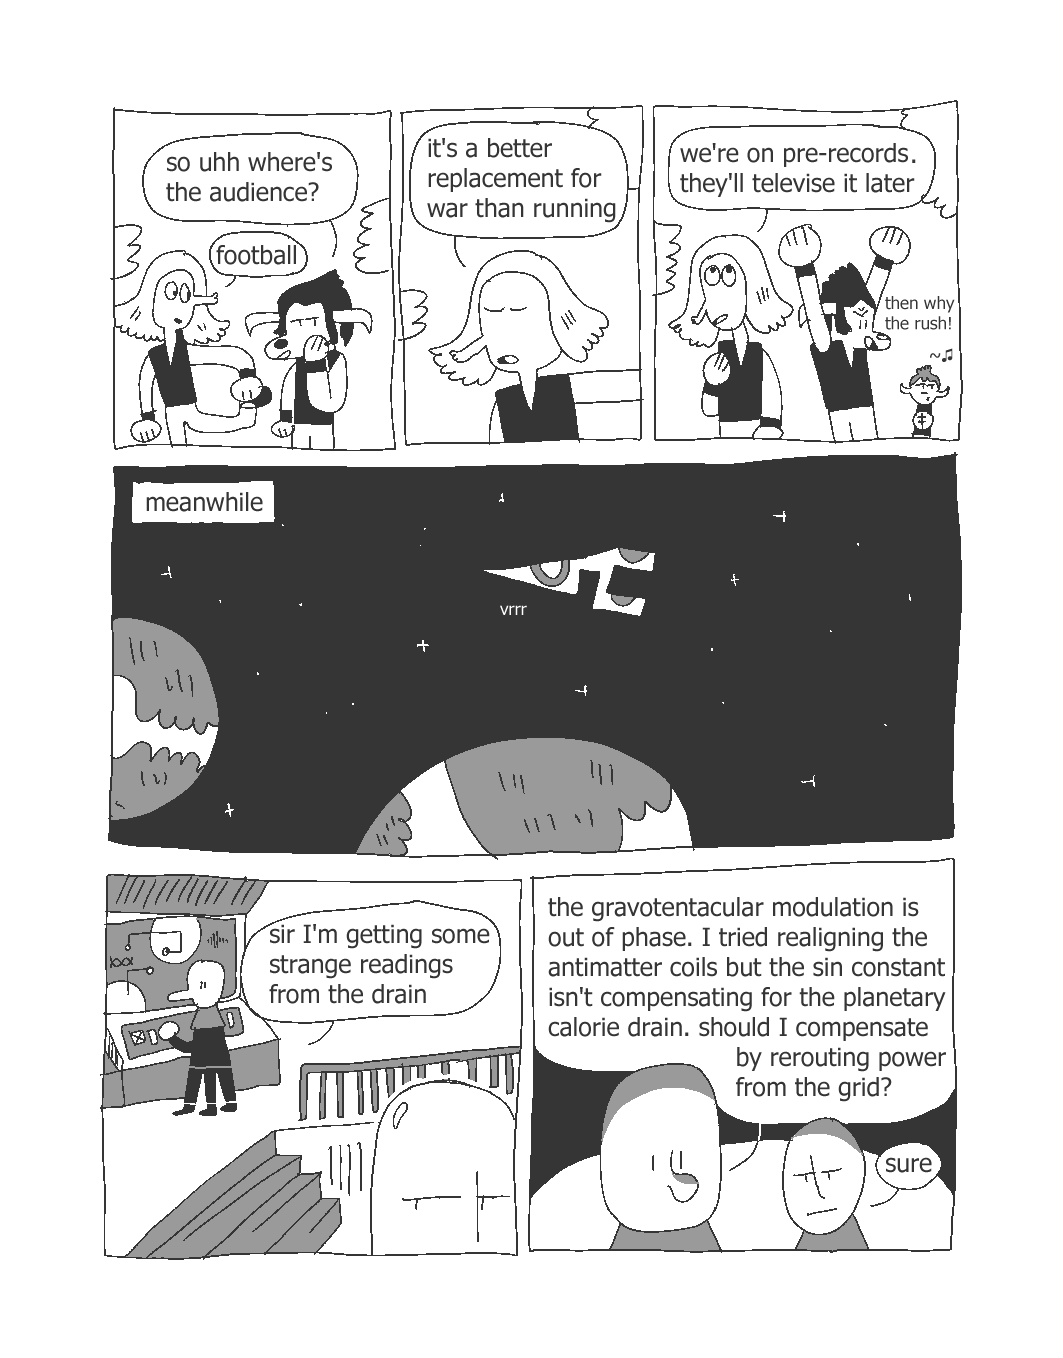 so uhh where's
the audience?
football
it's a better
replacement for
war than running
we're on pre-records.
they'll televise it later
then why
the rush!
meanwhile
vrrr
sir I'm getting some
strange readings
from the drain
the gravotentacular modulation is
out of phase. I tried realigning the
antimatter coils but the sin constant
isn't compensating for the planetary
calorie drain. should I compensate
by rerouting power
from the grid?
sure